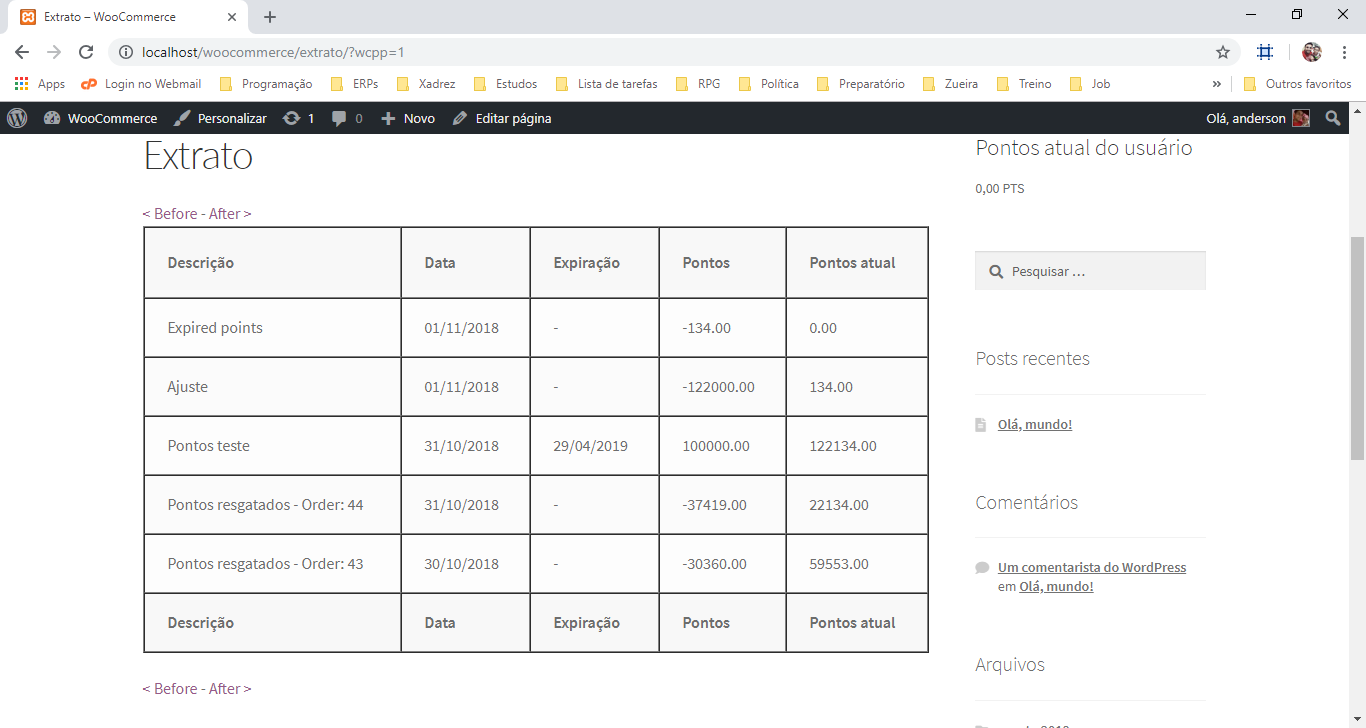 Extrato – WooCommerce
localhost/woocommerce/extrato/?wcpp=1
Apps Login no Webmail Programação ERPs Xadrez Estudos Lista de tarefas RPG Política Preparatório Zueira Treino Job » Outros favoritos
WooCommerce Personalizar 1 0 Novo Editar página Olá, anderson
Extrato
< Before - After >
Descrição Data Expiração Pontos Pontos atual
Expired points 01/11/2018 - -134.00 0.00
Ajuste 01/11/2018 - -122000.00 134.00
Pontos teste 31/10/2018 29/04/2019 100000.00 122134.00
Pontos resgatados - Order: 44 31/10/2018 - -37419.00 22134.00
Pontos resgatados - Order: 43 30/10/2018 - -30360.00 59553.00
Descrição Data Expiração Pontos Pontos atual
< Before - After >
Pontos atual do usuário
0,00 PTS
Pesquisar …
Posts recentes
Olá, mundo!
Comentários
Um comentarista do WordPress
em Olá, mundo!
Arquivos